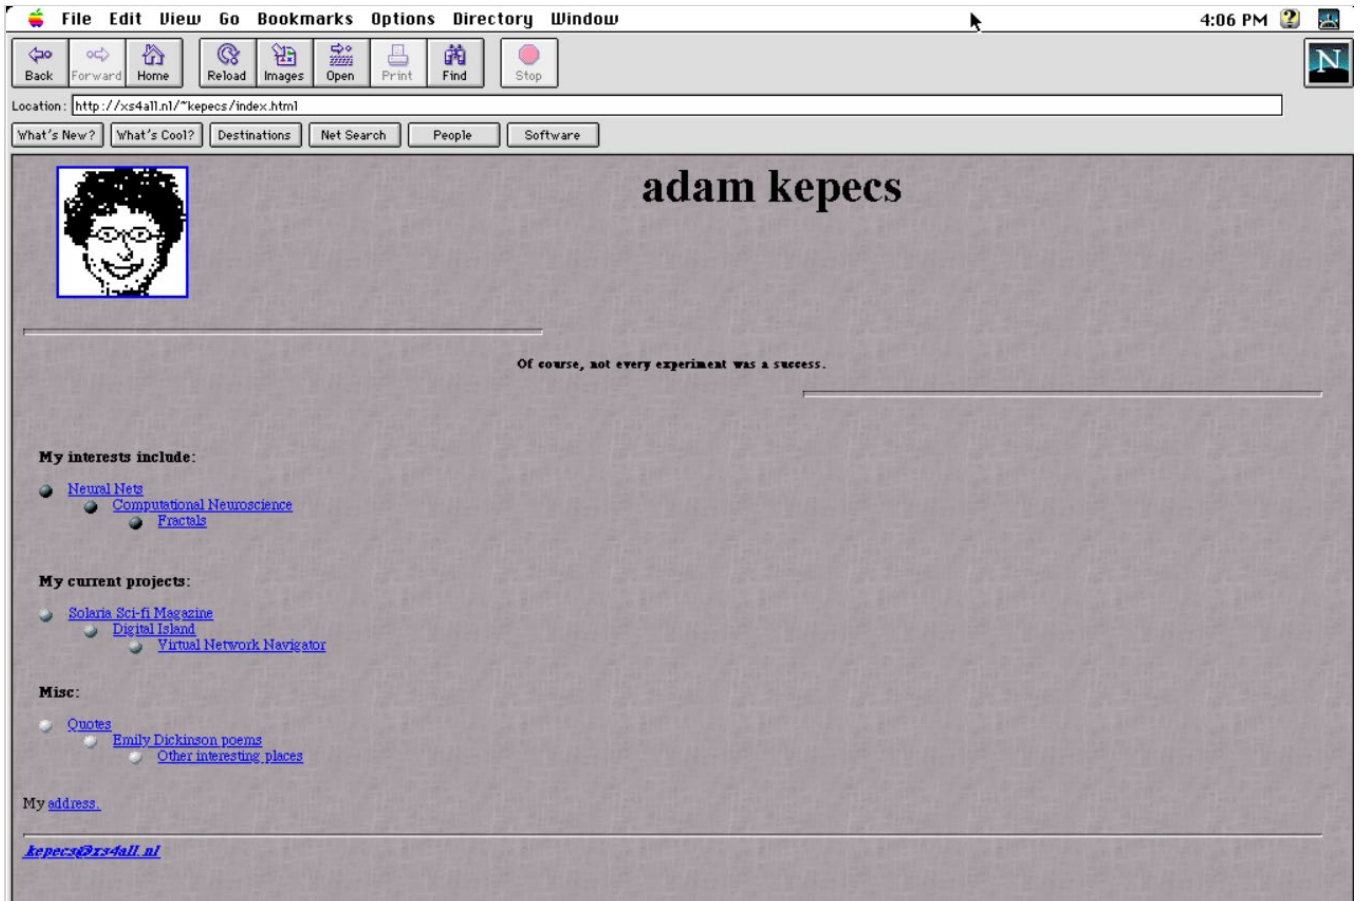 File Edit View Go Bookmarks Options Directory Window 4:06 PM
Back Forward Home Reload Images Open Print Find Stop
N
Location: http://xs4all.nl/~kepecs/index.html
What's New? What's Cool? Destinations Net Search People Software
adam kepecs
Of course, not every experiment was a success.
My interests include:
Neural Nets
Computational Neuroscience
Fractals
My current projects:
Solaria Sci-fi Magazine
Digital Island
Virtual Network Navigator
Misc:
Quotes
Emily Dickinson poems
Other interesting places
My address.
kepecs@xs4all.nl